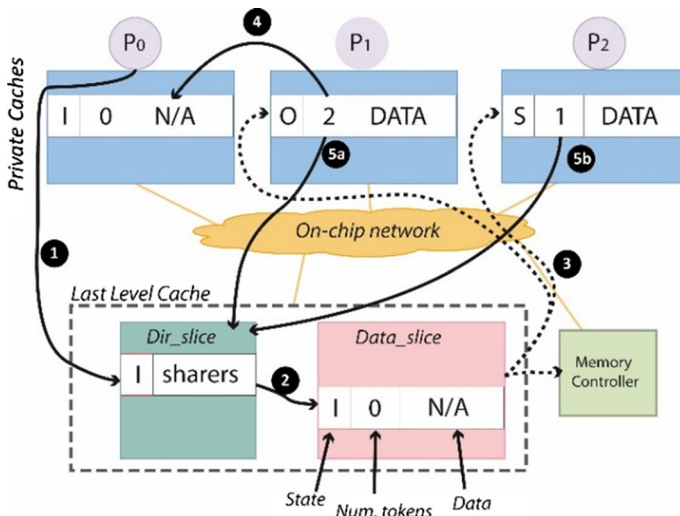 4
P0
P1
P2
I 0 N/A
O 2 DATA
S 1 DATA
Private Caches
5a
5b
On-chip network
1
3
Last Level Cache
Dir_slice
Data_slice
I sharers
2
Memory
Controller
I 0 N/A
State
Num. tokens
Data